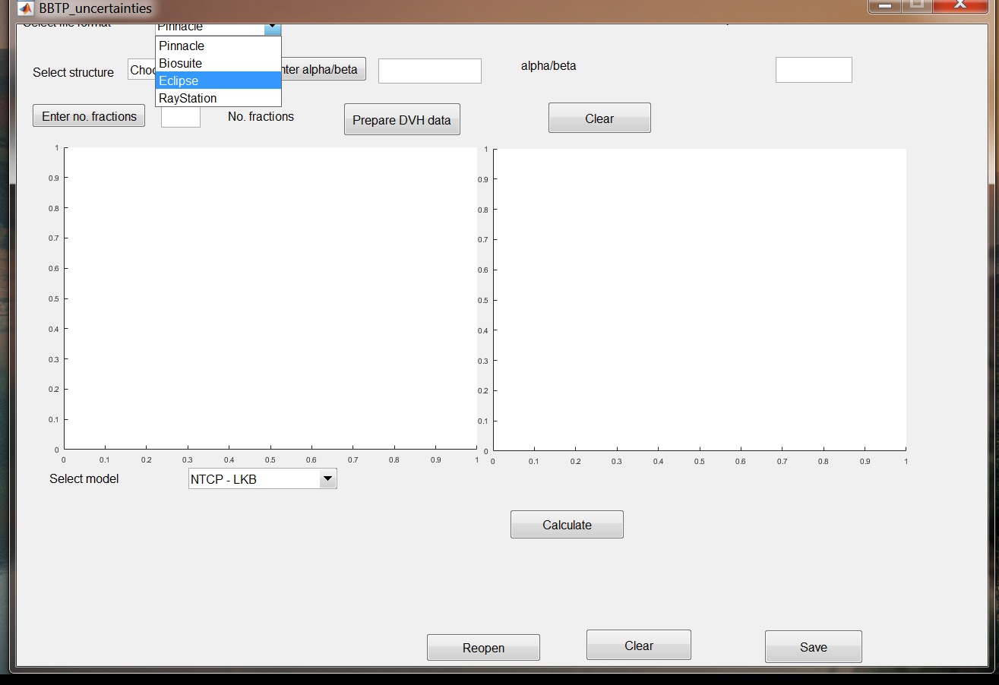 BBTP_uncertainties
Select file format Pinnacle
Pinnacle
Biosuite
Eclipse
RayStation
Select structure Choo nter alpha/beta alpha/beta
Enter no. fractions No. fractions Prepare DVH data Clear
1 1
0.9 0.9
0.8 0.8
0.7 0.7
0.6 0.6
0.5 0.5
0.4 0.4
0.3 0.3
0.2 0.2
0.1 0.1
0 0
0 0.1 0.2 0.3 0.4 0.5 0.6 0.7 0.8 0.9 1 0 0.1 0.2 0.3 0.4 0.5 0.6 0.7 0.8 0.9 1
Select model NTCP - LKB
Calculate
Reopen Clear Save